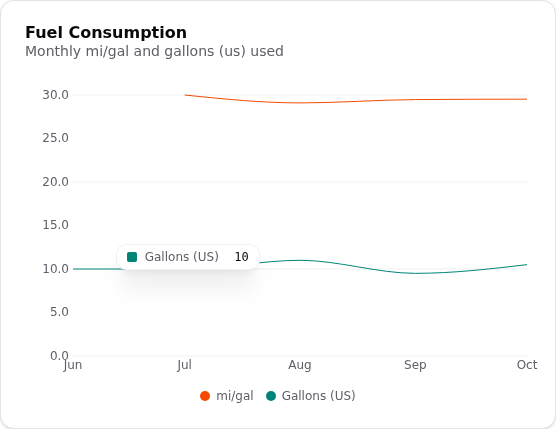 Fuel Consumption
Monthly mi/gal and gallons (us) used
30.0
25.0
20.0
15.0
Gallons (US) 10
10.0
5.0
0.0
Jun Jul Aug Sep Oct
mi/gal Gallons (US)